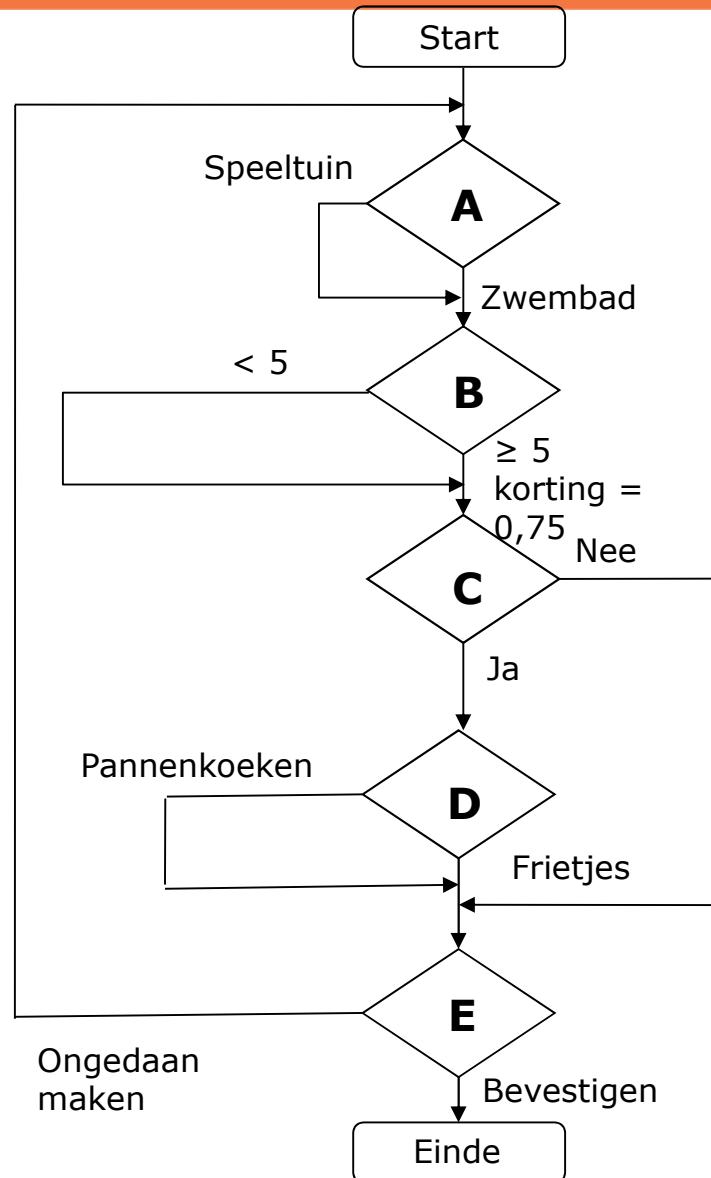 Start
Speeltuin
A
Zwembad
< 5
B
≥ 5
korting =
0,75
Nee
C
Ja
Pannenkoeken
D
Frietjes
E
Ongedaan
maken
Bevestigen
Einde